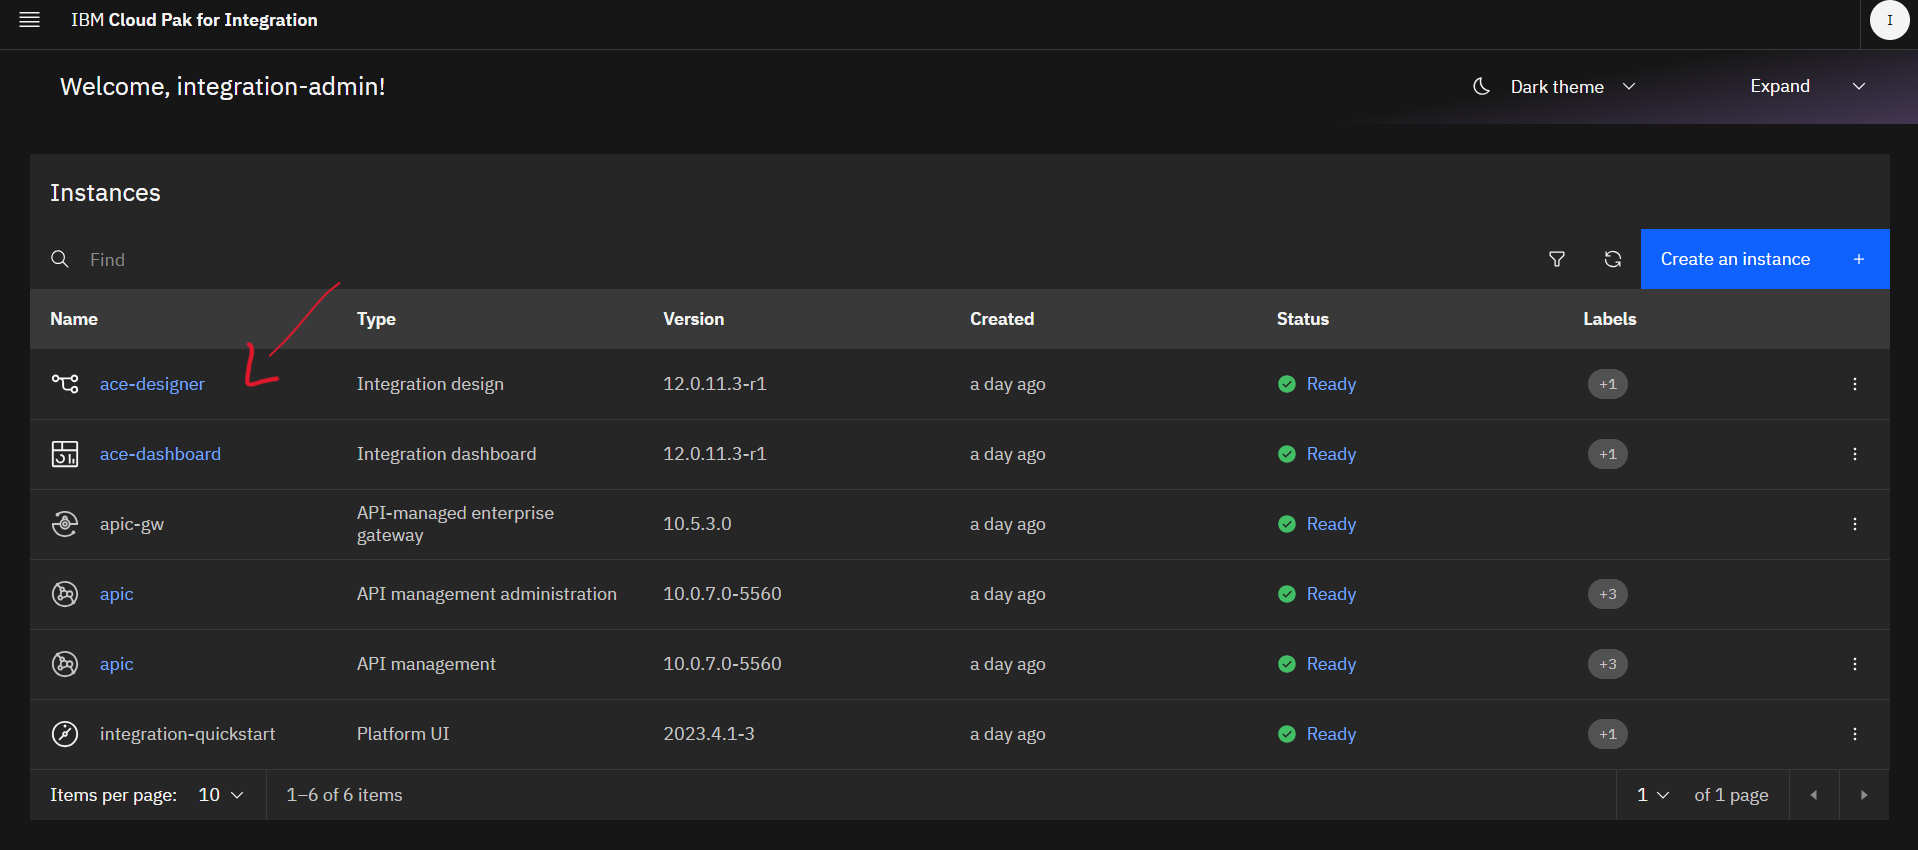 IBM Cloud Pak for Integration
I
Welcome, integration-admin!
Dark theme
Expand
Instances
Find
Create an instance +
Name Type Version Created Status Labels
ace-designer Integration design 12.0.11.3-r1 a day ago Ready +1
ace-dashboard Integration dashboard 12.0.11.3-r1 a day ago Ready +1
apic-gw API-managed enterprise
gateway 10.5.3.0 a day ago Ready
apic API management administration 10.0.7.0-5560 a day ago Ready +3
apic API management 10.0.7.0-5560 a day ago Ready +3
integration-quickstart Platform UI 2023.4.1-3 a day ago Ready +1
Items per page: 10 1–6 of 6 items 1 of 1 page